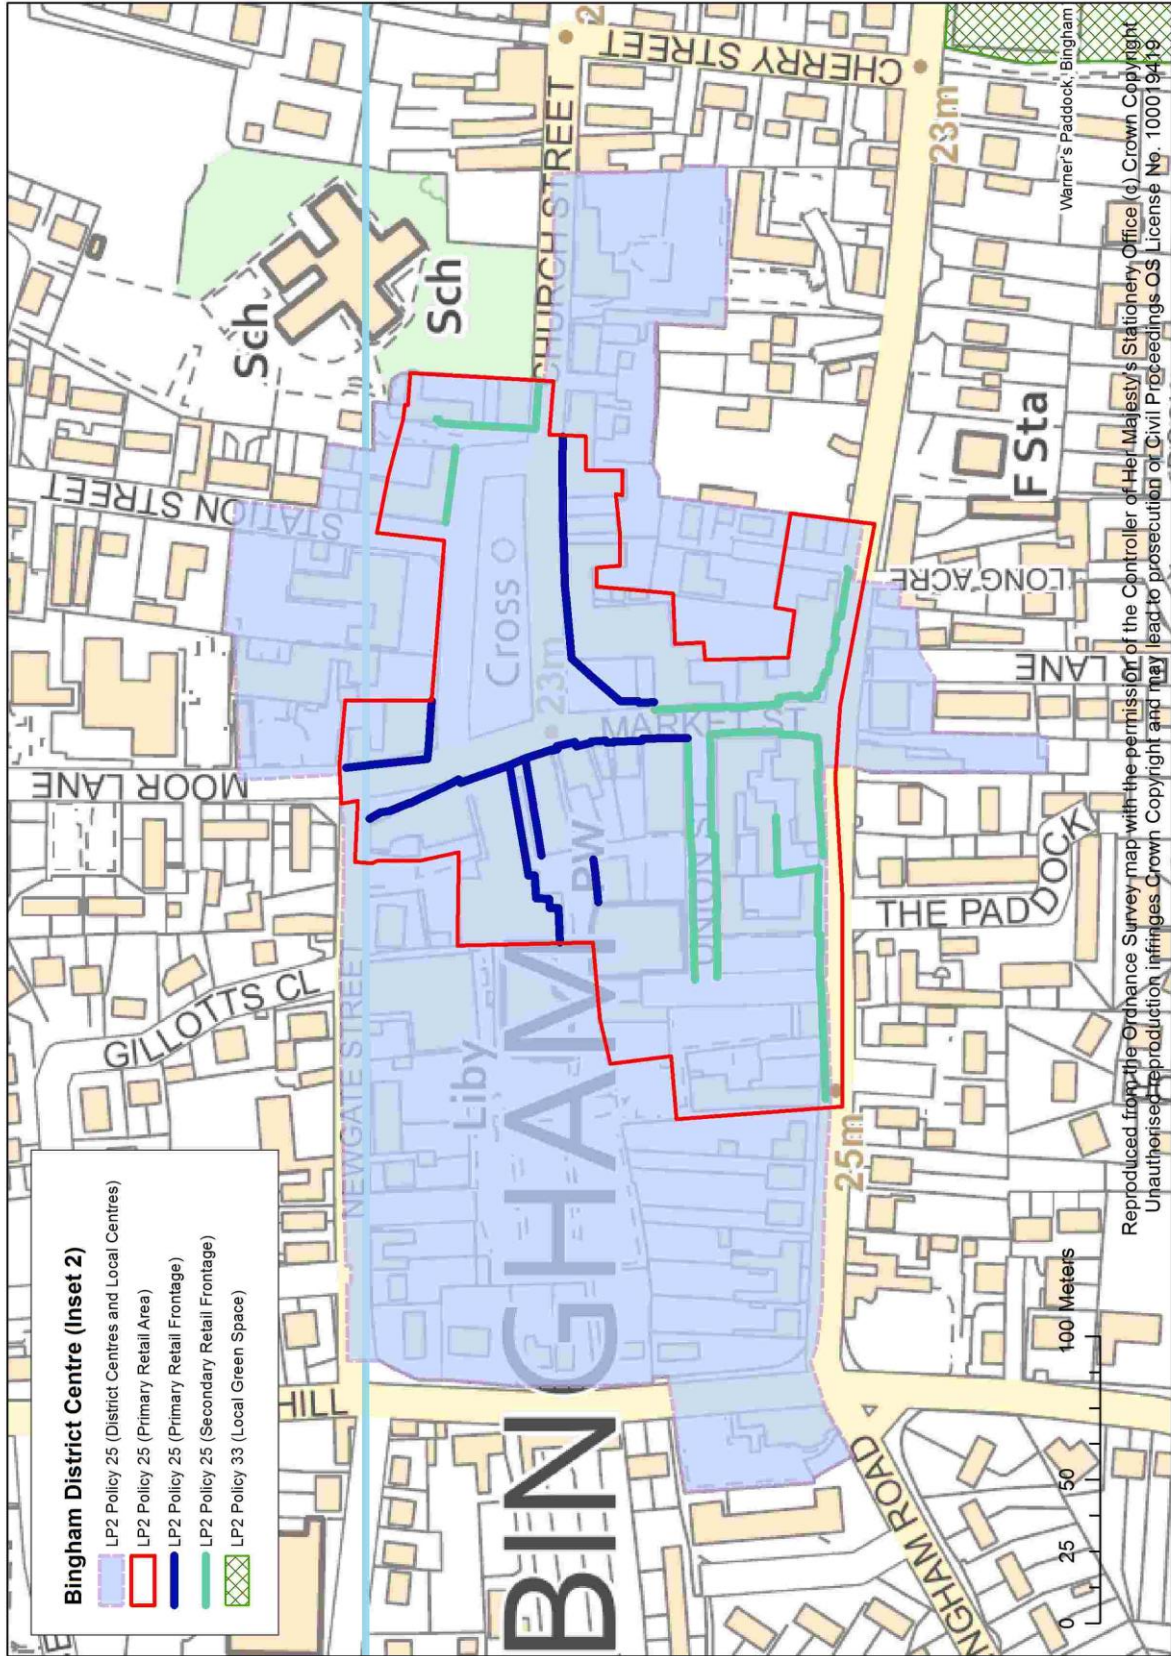 Bingham District Centre (Inset 2)
LP2 Policy 25 (District Centres and Local Centres)
LP2 Policy 25 (Primary Retail Area)
LP2 Policy 25 (Primary Retail Frontage)
LP2 Policy 25 (Secondary Retail Frontage)
LP2 Policy 33 (Local Green Space)
HILL
GILLOTTS CL
NEWGATE STREET
MOOR LANE
STATION STREET
Sch
Sch
Liby
Cross
CHURCH STREET
CHURCH STREET
2
BINGHAM
PW
23m
CHERRY STREET
MARKET ST
UNION S
25m
23m
THE PADDOCK
LONG ACRE
F Sta
BINGHAM ROAD
Warner's Paddock, Bingham
0 25 50 100 Meters
Reproduced from the Ordnance Survey map with the permission of the Controller of Her Majesty's Stationery Office (c) Crown Copyright
Unauthorised reproduction infringes Crown Copyright and may lead to prosecution or Civil Proceedings OS License No. 100019419